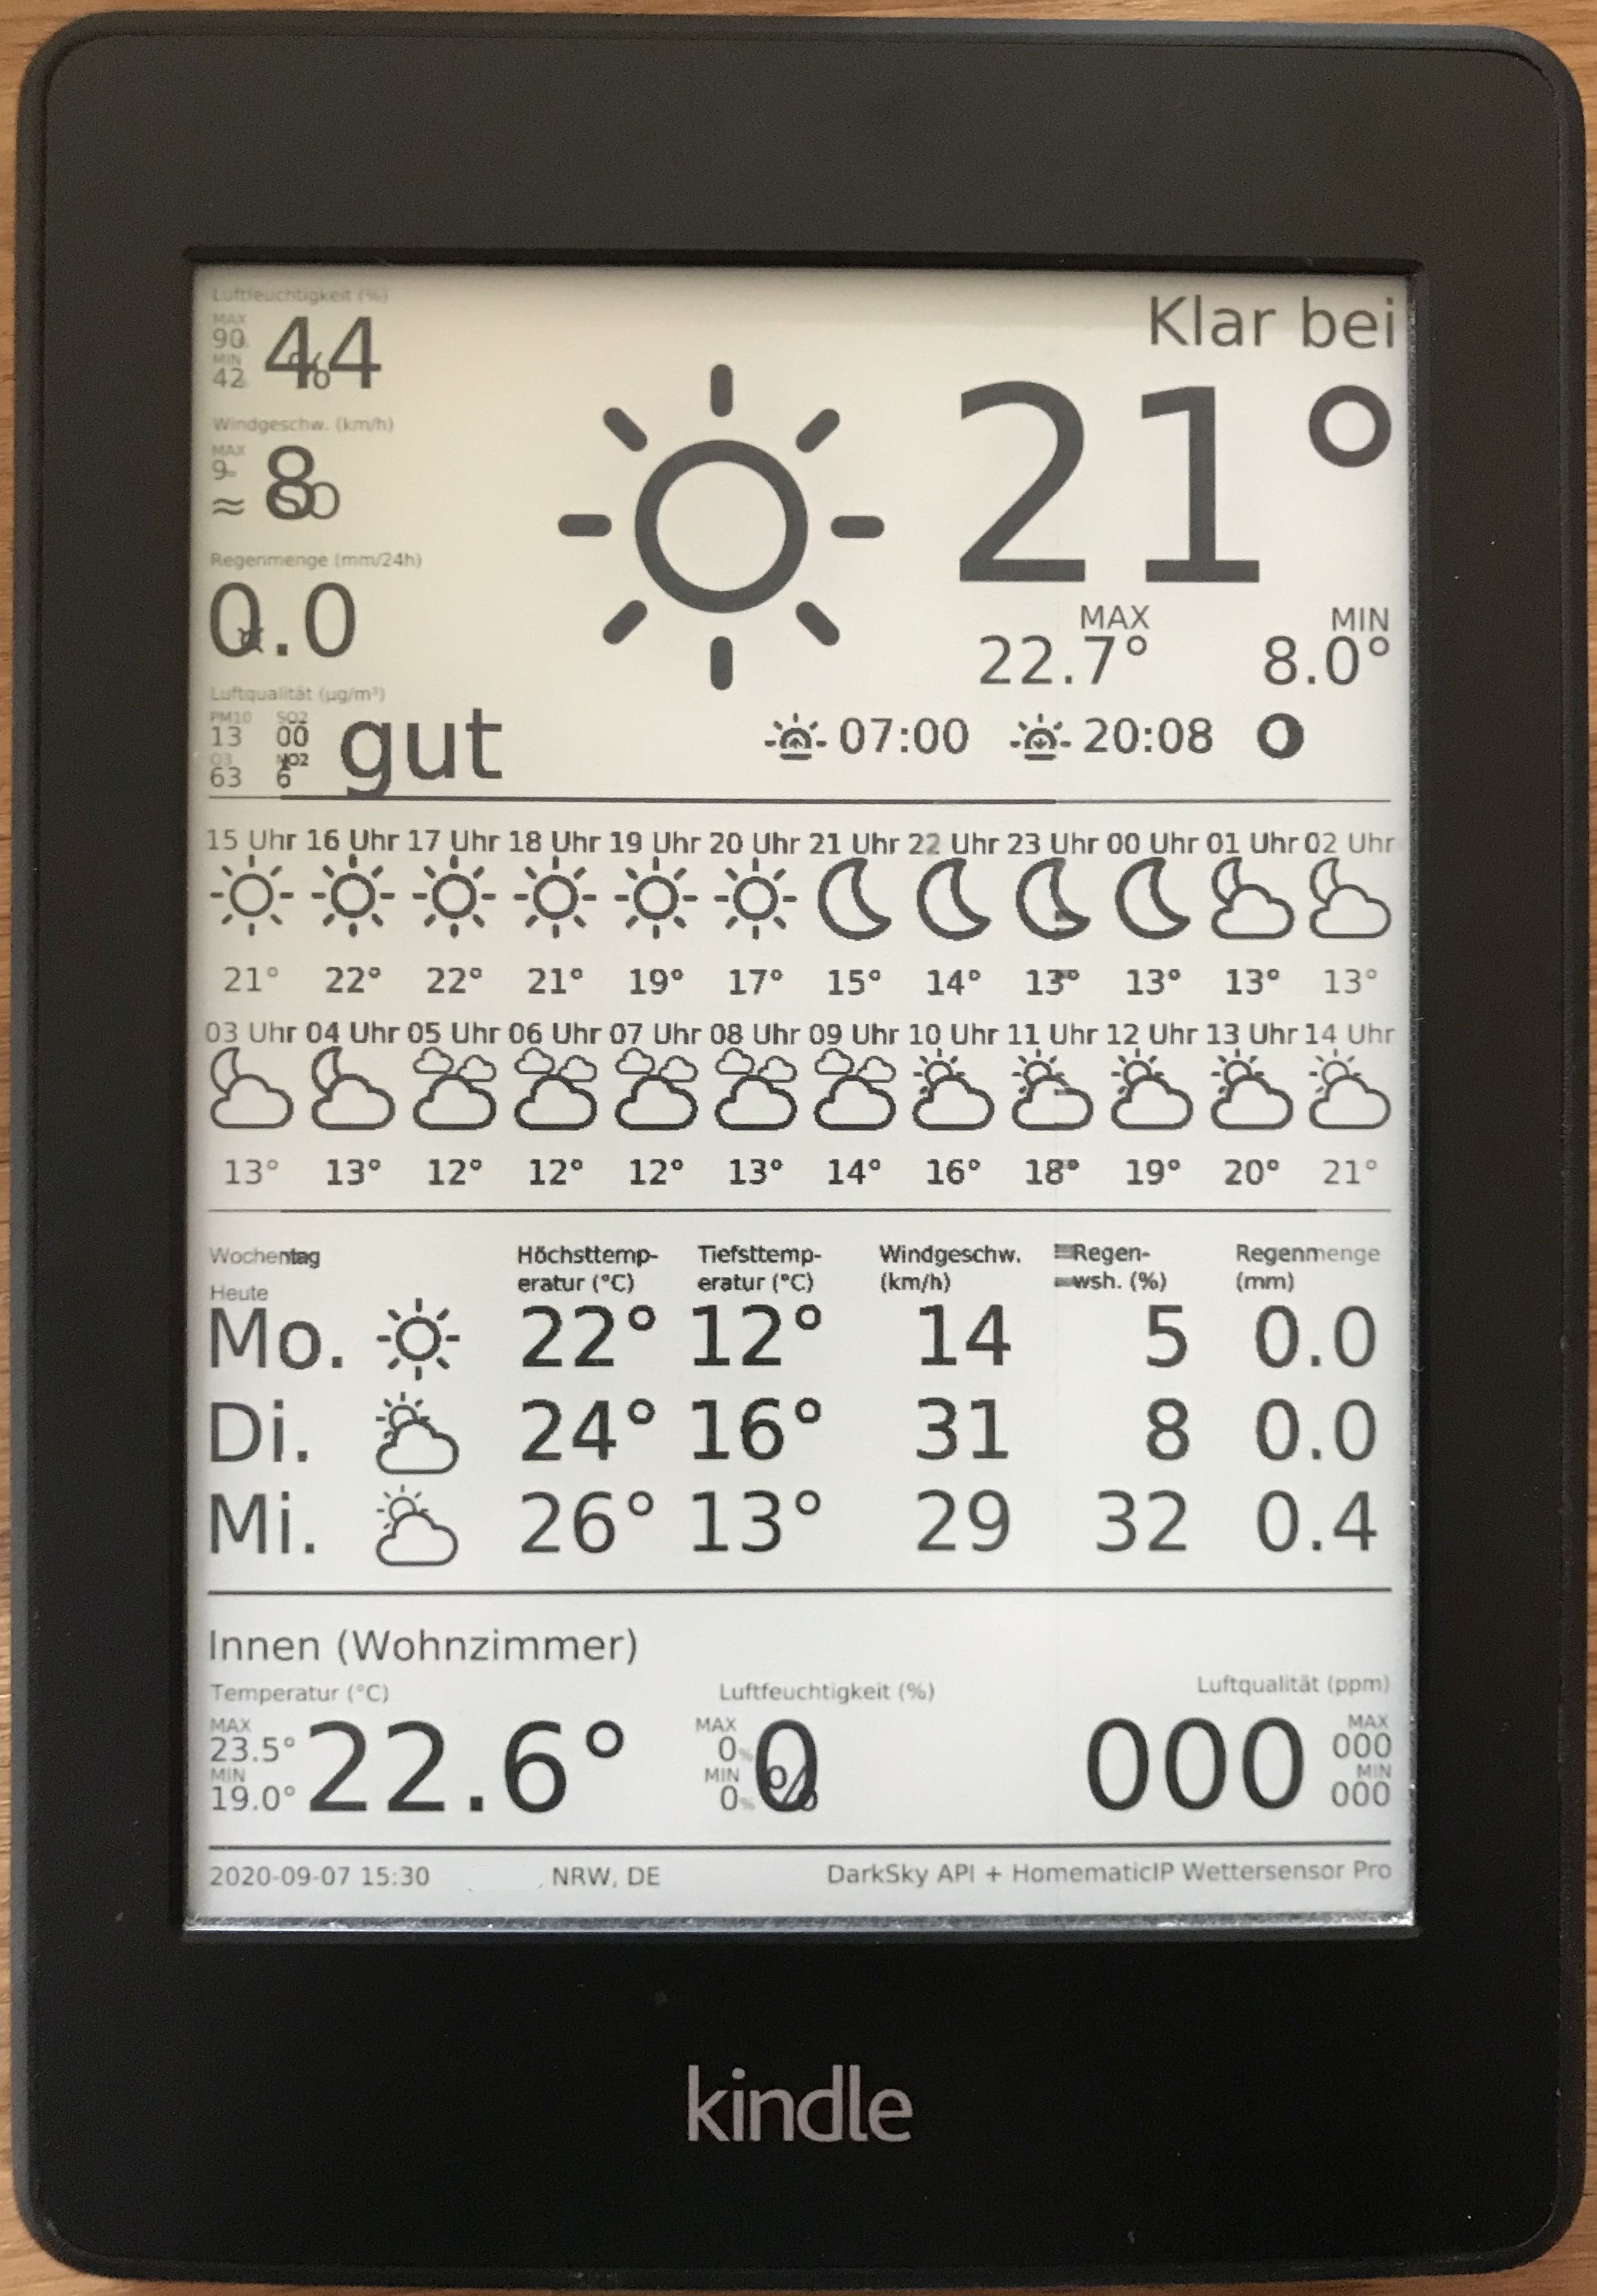 Luftfeuchtigkeit (%)
MAX
90
MIN
42
44
%
Windgeschw. (km/h)
MAX
9
≈ 8
SO
Regenmenge (mm/24h)
0.0
Luftqualität (µg/m³)
PM10 SO2
13 00
O3 NO2
63 6
gut
Klar bei
21°
MAX MIN
22.7° 8.0°
07:00 20:08
15 Uhr 16 Uhr 17 Uhr 18 Uhr 19 Uhr 20 Uhr 21 Uhr 22 Uhr 23 Uhr 00 Uhr 01 Uhr 02 Uhr
21° 22° 22° 21° 19° 17° 15° 14° 13° 13° 13° 13°
03 Uhr 04 Uhr 05 Uhr 06 Uhr 07 Uhr 08 Uhr 09 Uhr 10 Uhr 11 Uhr 12 Uhr 13 Uhr 14 Uhr
13° 13° 12° 12° 12° 13° 14° 16° 18° 19° 20° 21°
Wochentag Höchsttemp- Tiefsttemp- Windgeschw. Regen- Regenmenge
eratur (°C) eratur (°C) (km/h) wsh. (%) (mm)
Heute
Mo. 22° 12° 14 5 0.0
Di. 24° 16° 31 8 0.0
Mi. 26° 13° 29 32 0.4
Innen (Wohnzimmer)
Temperatur (°C) Luftfeuchtigkeit (%) Luftqualität (ppm)
MAX
23.5°
MIN
19.0°
22.6°
MAX
0%
MIN
0%
0
%
000
MAX
000
MIN
000
2020-09-07 15:30 NRW, DE DarkSky API + HomematicIP Wettersensor Pro
kindle